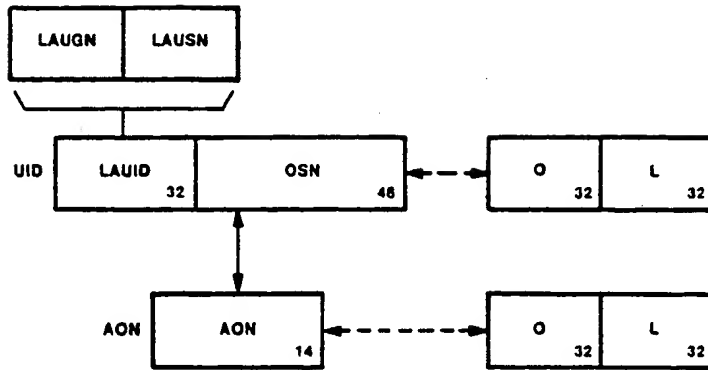 LAUGN LAUSN
UID LAUID 32 OSN 48 O 32 L 32
AON AON 14 O 32 L 32